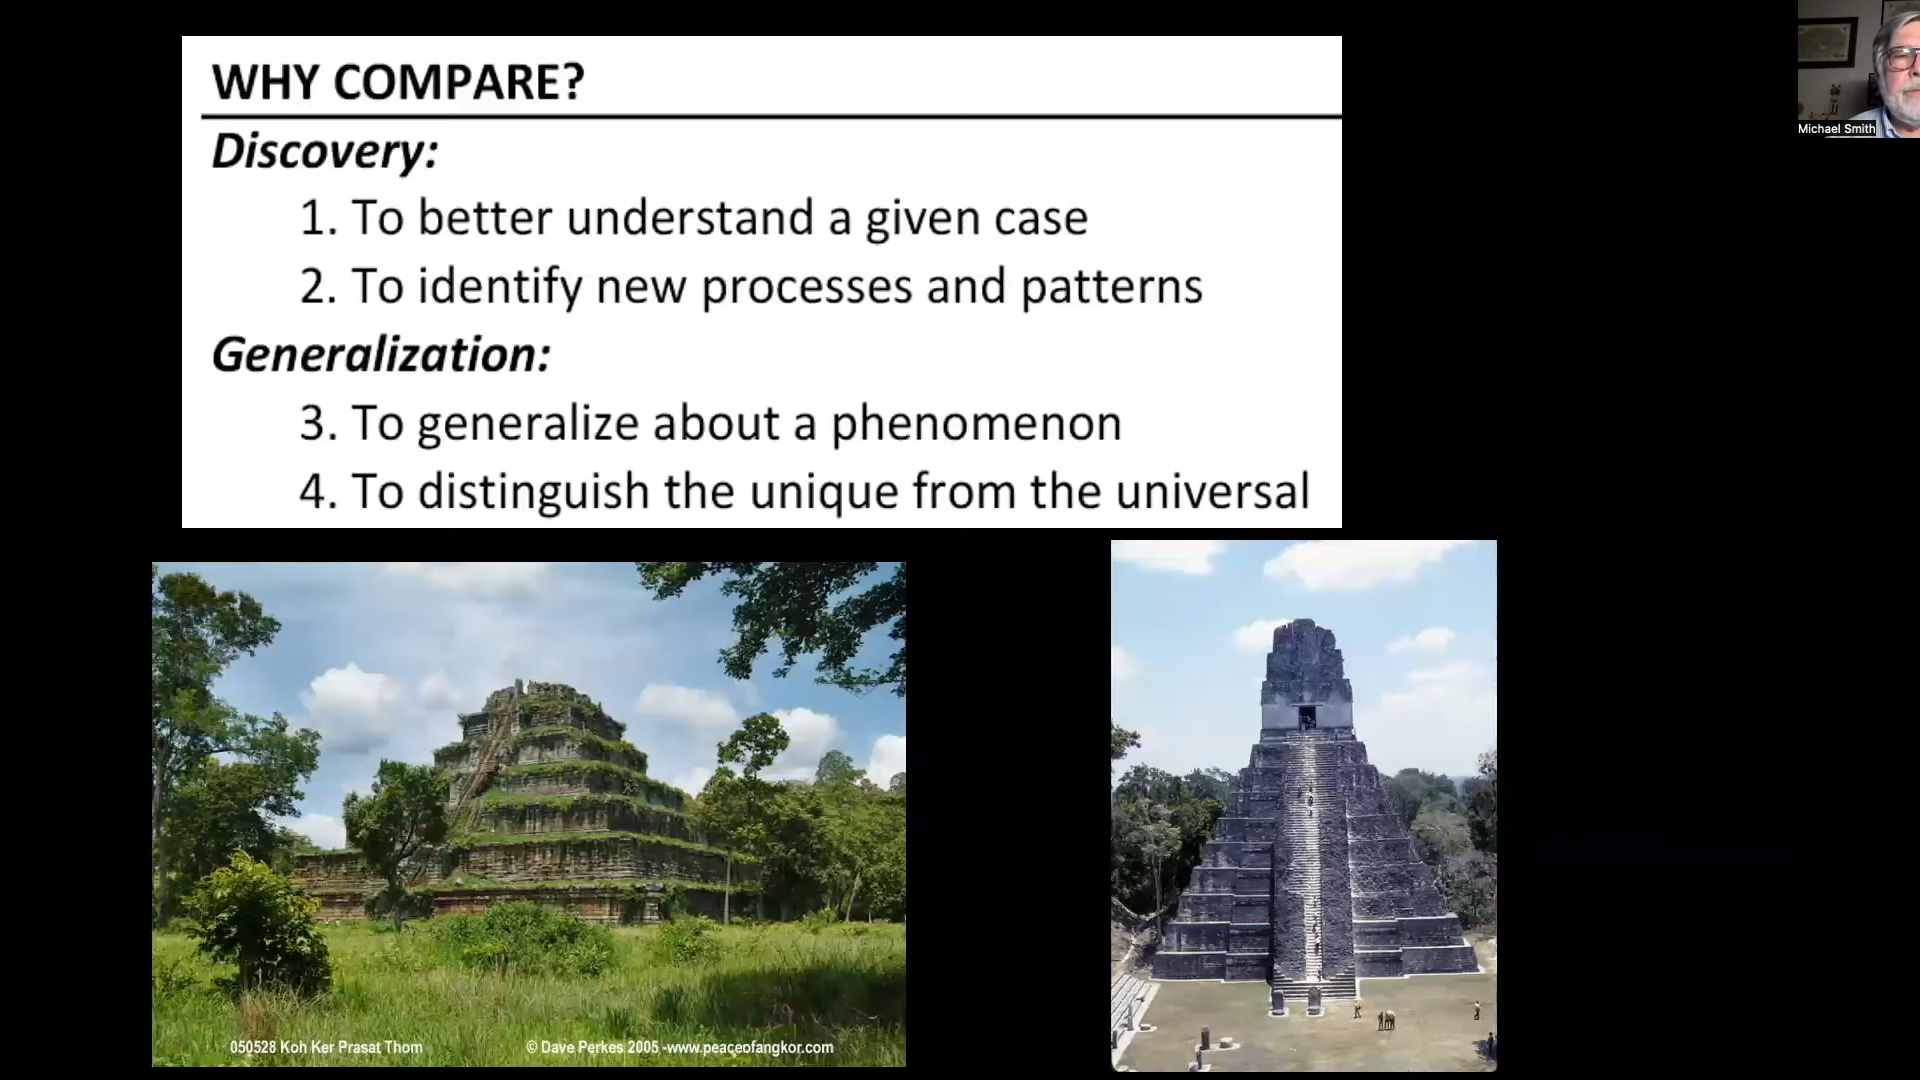 WHY COMPARE?
Discovery:
1. To better understand a given case
2. To identify new processes and patterns
Generalization:
3. To generalize about a phenomenon
4. To distinguish the unique from the universal
Michael Smith
050528 Koh Ker Prasat Thom
© Dave Perkes 2005 -www.peaceofangkor.com